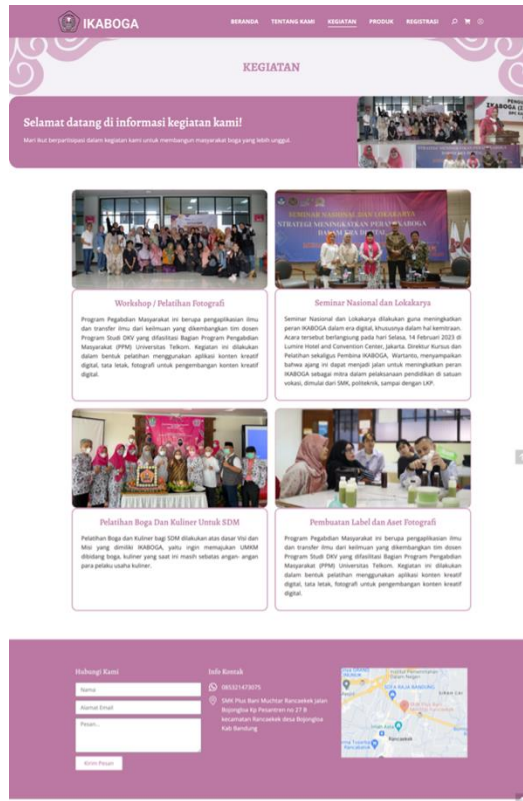 IKABOGA
BERANDA TENTANG KAMI KEGIATAN PRODUK REGISTRASI
KEGIATAN
Selamat datang di informasi kegiatan kami!
Mari ikut berpartisipasi dalam kegiatan kami untuk membangun masyarakat boga yang lebih unggul.
SEMINAR NASIONAL DAN LOKAKARYA
STRATEGI MENINGKATKAN PERAN IKABOGA
DALAM ERA DIGITAL
Workshop / Pelatihan Fotografi
Program Pegabdian Masyarakat ini berupa pengaplikasian ilmu
dan transfer ilmu dari keilmuan yang dikembangkan tim dosen
Program Studi DKV yang difasilitasi Bagian Program Pengabdian
Masyarakat (PPM) Universitas Telkom. Kegiatan ini dilakukan
dalam bentuk pelatihan menggunakan aplikasi konten kreatif
digital, tata letak, fotografi untuk pengembangan konten kreatif
digital.
Seminar Nasional dan Lokakarya
Seminar Nasional dan Lokakarya dilakukan guna meningkatkan
peran IKABOGA dalam era digital, khususnya dalam hal kemitraan.
Acara tersebut berlangsung pada hari Selasa, 14 Februari 2023 di
Lumire Hotel and Convention Center, Jakarta. Direktur Kursus dan
Pelatihan sekaligus Pembina IKABOGA, Wartanto, menyampaikan
bahwa ajang ini dapat menjadi jalan untuk meningkatkan peran
IKABOGA sebagai mitra dalam pelaksanaan pendidikan di satuan
vokasi, dimulai dari SMK, politeknik, sampai dengan LKP.
Pelatihan Boga Dan Kuliner Untuk SDM
Pelatihan Boga dan Kuliner bagi SDM dilakukan atas dasar Visi dan
Misi yang dimiliki IKABOGA, yaitu ingin memajukan UMKM
dibidang boga, kuliner yang saat ini masih sebatas angan- angan
para pelaku usaha kuliner.
Pembuatan Label dan Aset Fotografi
Program Pegabdian Masyarakat ini berupa pengaplikasian ilmu
dan transfer ilmu dari keilmuan yang dikembangkan tim dosen
Program Studi DKV yang difasilitasi Bagian Program Pengabdian
Masyarakat (PPM) Universitas Telkom. Kegiatan ini dilakukan
dalam bentuk pelatihan menggunakan aplikasi konten kreatif
digital, tata letak, fotografi untuk pengembangan konten kreatif
digital.
Hubungi Kami
Nama
Alamat Email
Pesan...
Kirim Pesan
Info Kontak
085321473075
SMK Plus Bani Muchtar Rancaekek Jalan
Bojongloa Kp Pesantren no 27 B
kecamatan Rancaekek desa Bojongloa
Kab Bandung
Rancaekek